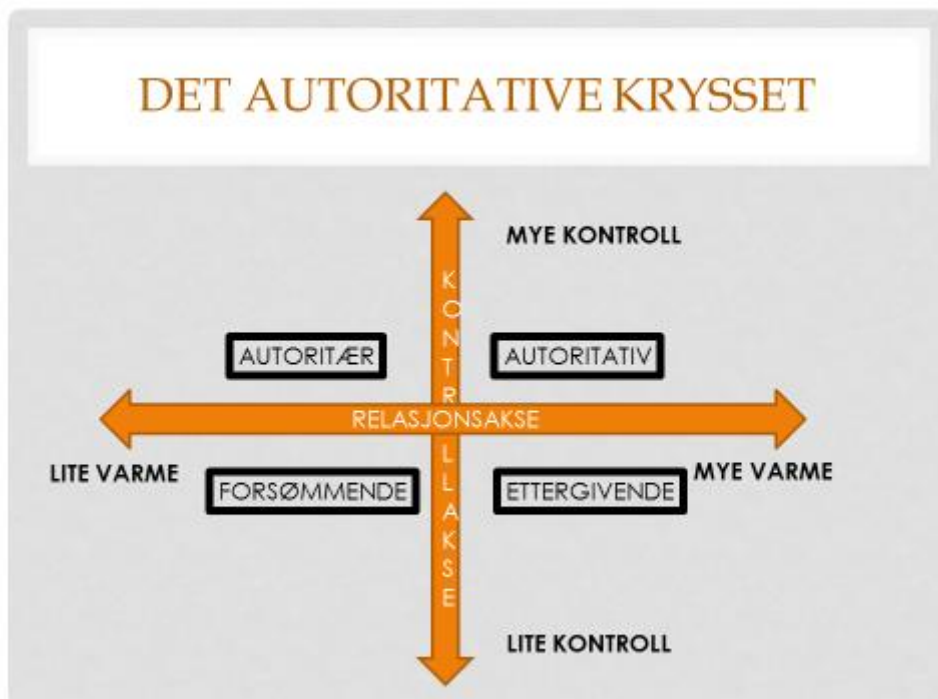 DET AUTORITATIVE KRYSSET
MYE KONTROLL
AUTORITÆR
AUTORITATIV
RELASJONSAKSE
KONTROLLAKSE
LITE VARME
MYE VARME
FORSØMMENDE
ETTERGIVENDE
LITE KONTROLL